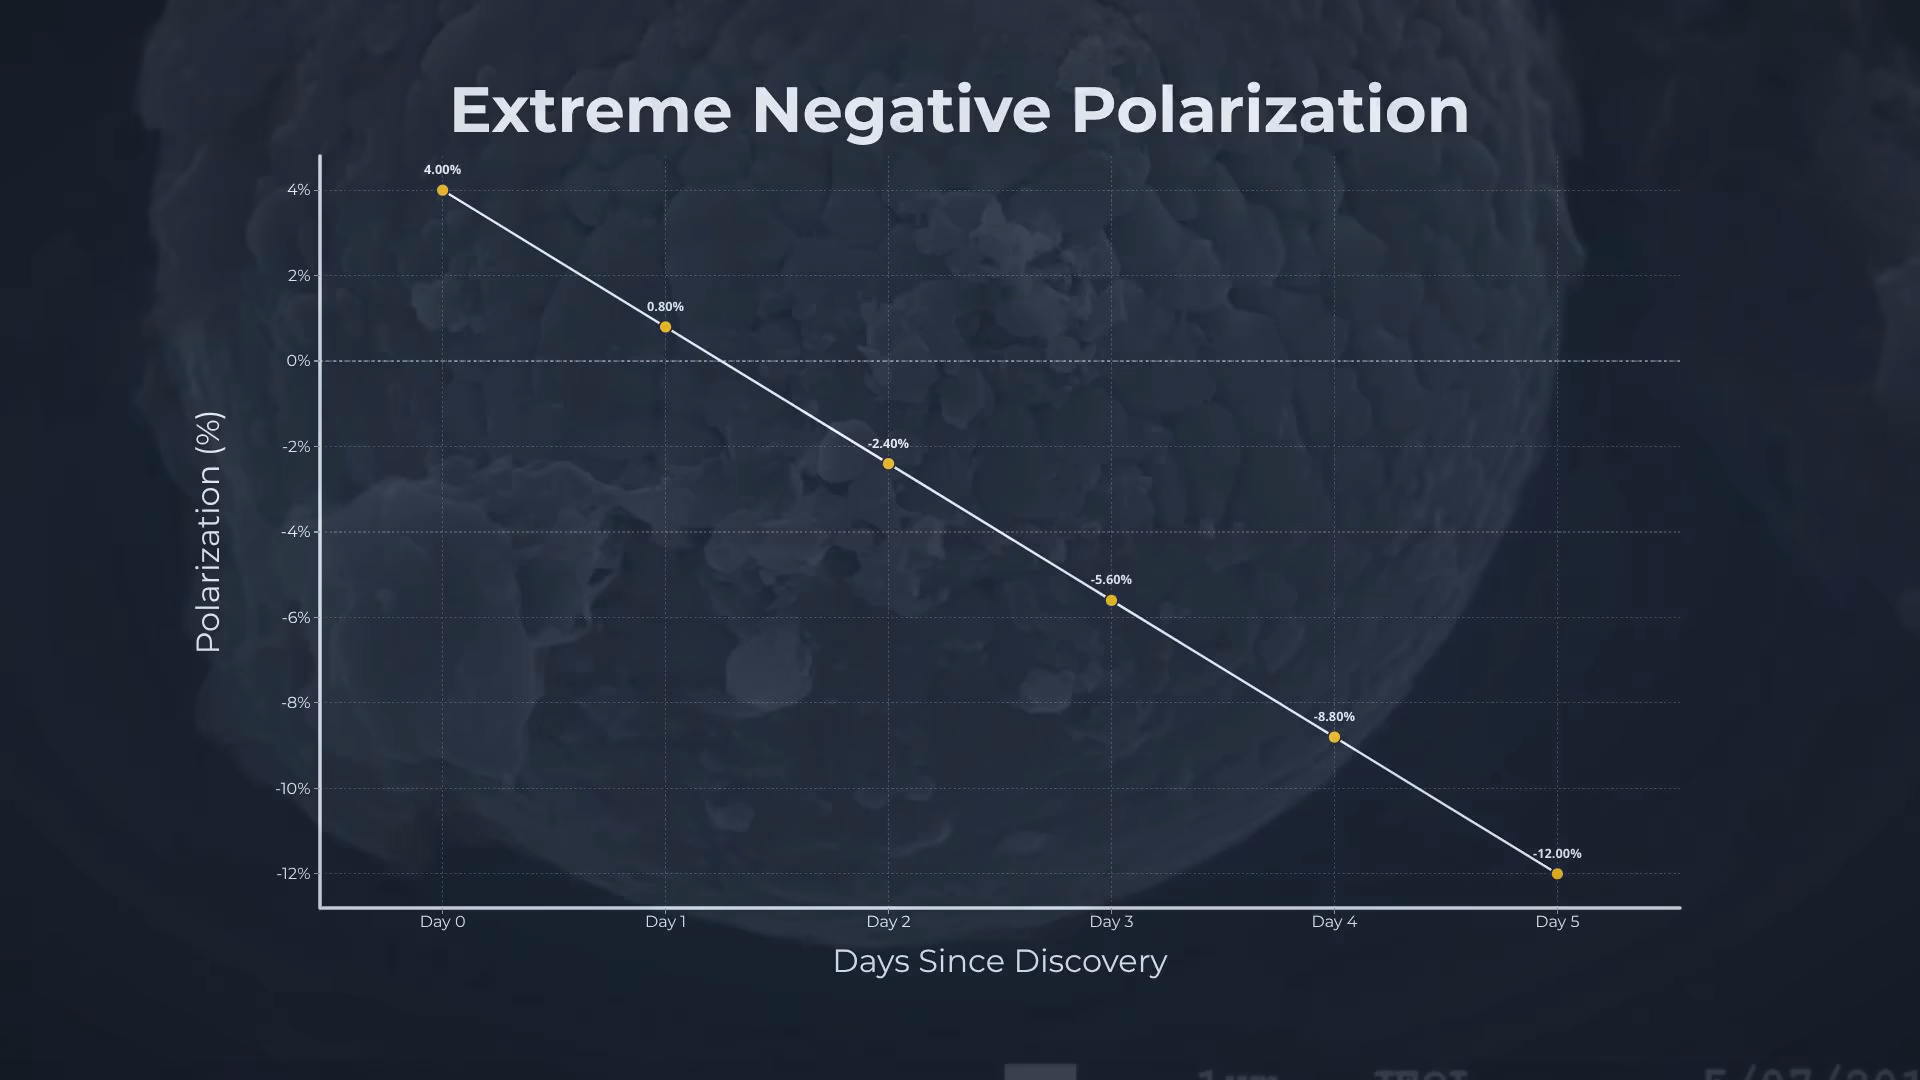 Extreme Negative Polarization
4.00%
4%
2%
0.80%
0%
-2.40%
-2%
-4%
-5.60%
-6%
-8%
-8.80%
-10%
-12.00%
-12%
Polarization (%)
Day 0
Day 1
Day 2
Day 3
Day 4
Day 5
Days Since Discovery